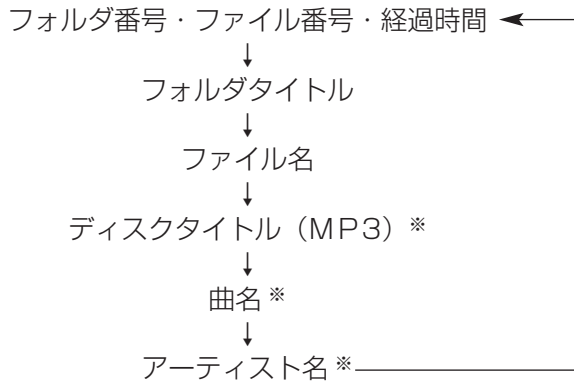 フォルダ番号・ファイル番号・経過時間
フォルダタイトル
ファイル名
ディスクタイトル（ＭＰ３）※
曲名※
アーティスト名※